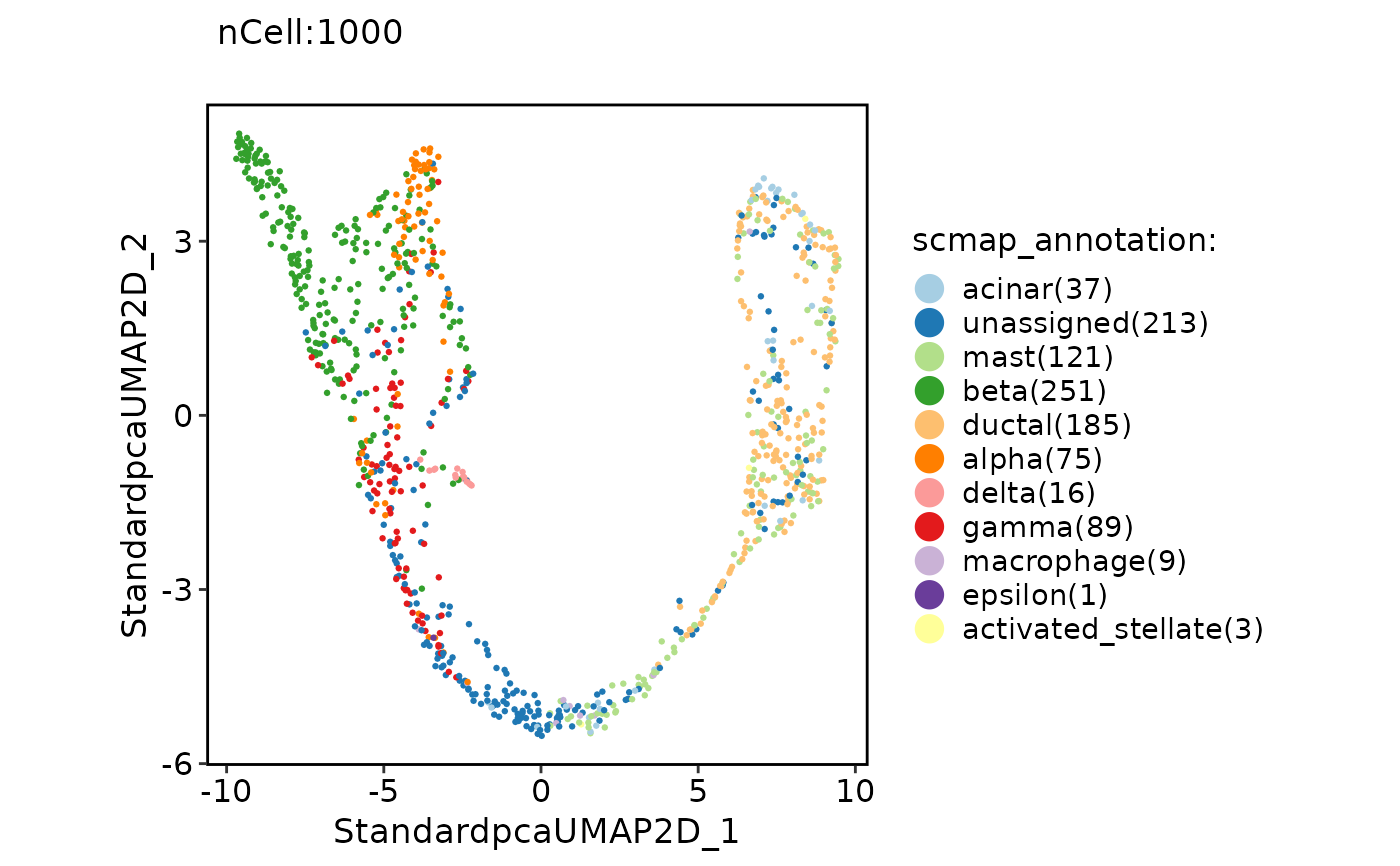 nCell:1000
StandardpcaUMAP2D_2
3
0
-3
-6
-10
-5
0
5
10
StandardpcaUMAP2D_1
scmap_annotation:
acinar(37)
unassigned(213)
mast(121)
beta(251)
ductal(185)
alpha(75)
delta(16)
gamma(89)
macrophage(9)
epsilon(1)
activated_stellate(3)